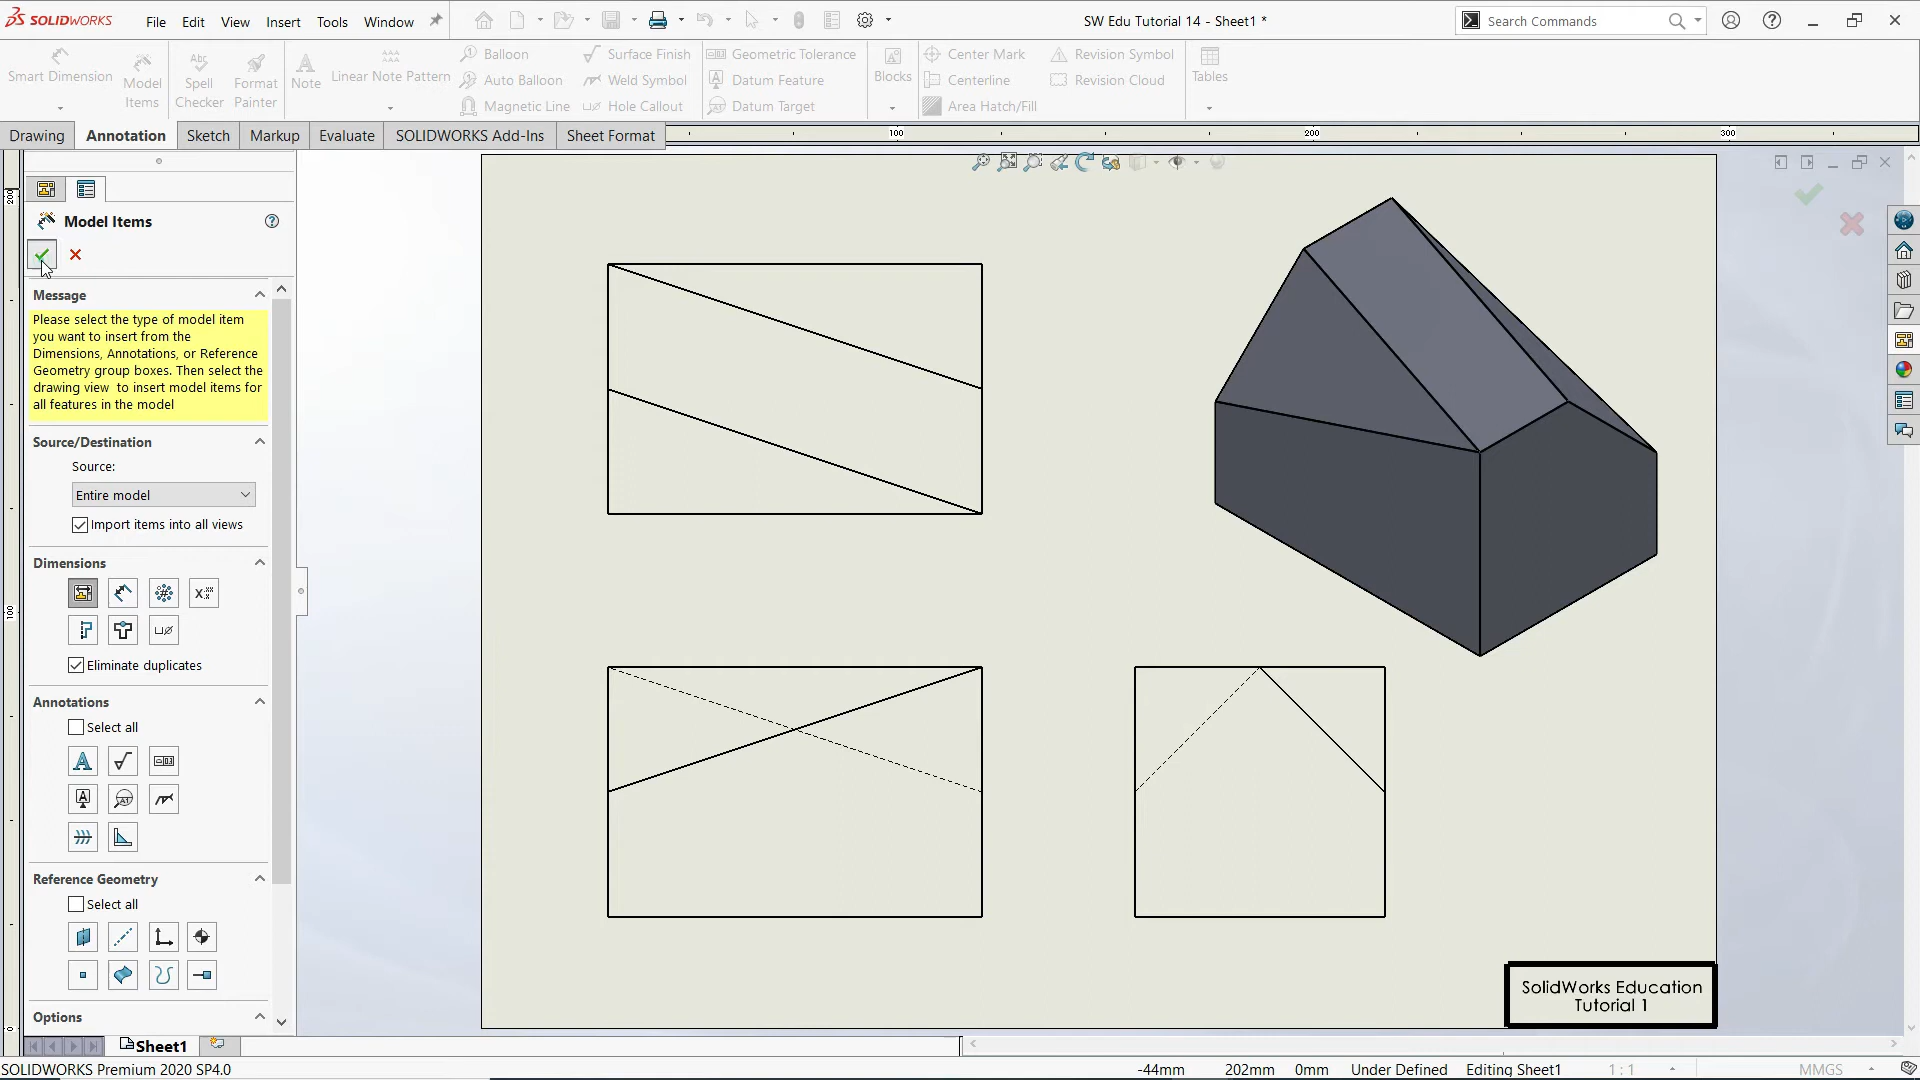 SOLIDWORKS File Edit View Insert Tools Window
SW Edu Tutorial 14 - Sheet1 *
Search Commands
Smart Dimension
Model Items
Spell Checker
Format Painter
Note
Linear Note Pattern
Balloon
Auto Balloon
Magnetic Line
Surface Finish
Weld Symbol
Hole Callout
Geometric Tolerance
Datum Feature
Datum Target
Blocks
Center Mark
Centerline
Area Hatch/Fill
Revision Symbol
Revision Cloud
Tables
Drawing Annotation Sketch Markup Evaluate SOLIDWORKS Add-Ins Sheet Format
100 200 300
200
100
0
Model Items
Message
Please select the type of model item
you want to insert from the
Dimensions, Annotations, or Reference
Geometry group boxes. Then select the
drawing view to insert model items for
all features in the model
Source/Destination
Source:
Entire model
Import items into all views
Dimensions
Eliminate duplicates
Annotations
Select all
Reference Geometry
Select all
Options
SolidWorks Education
Tutorial 1
Sheet1
SOLIDWORKS Premium 2020 SP4.0
-44mm 202mm 0mm Under Defined Editing Sheet1 1 : 1 MMGS